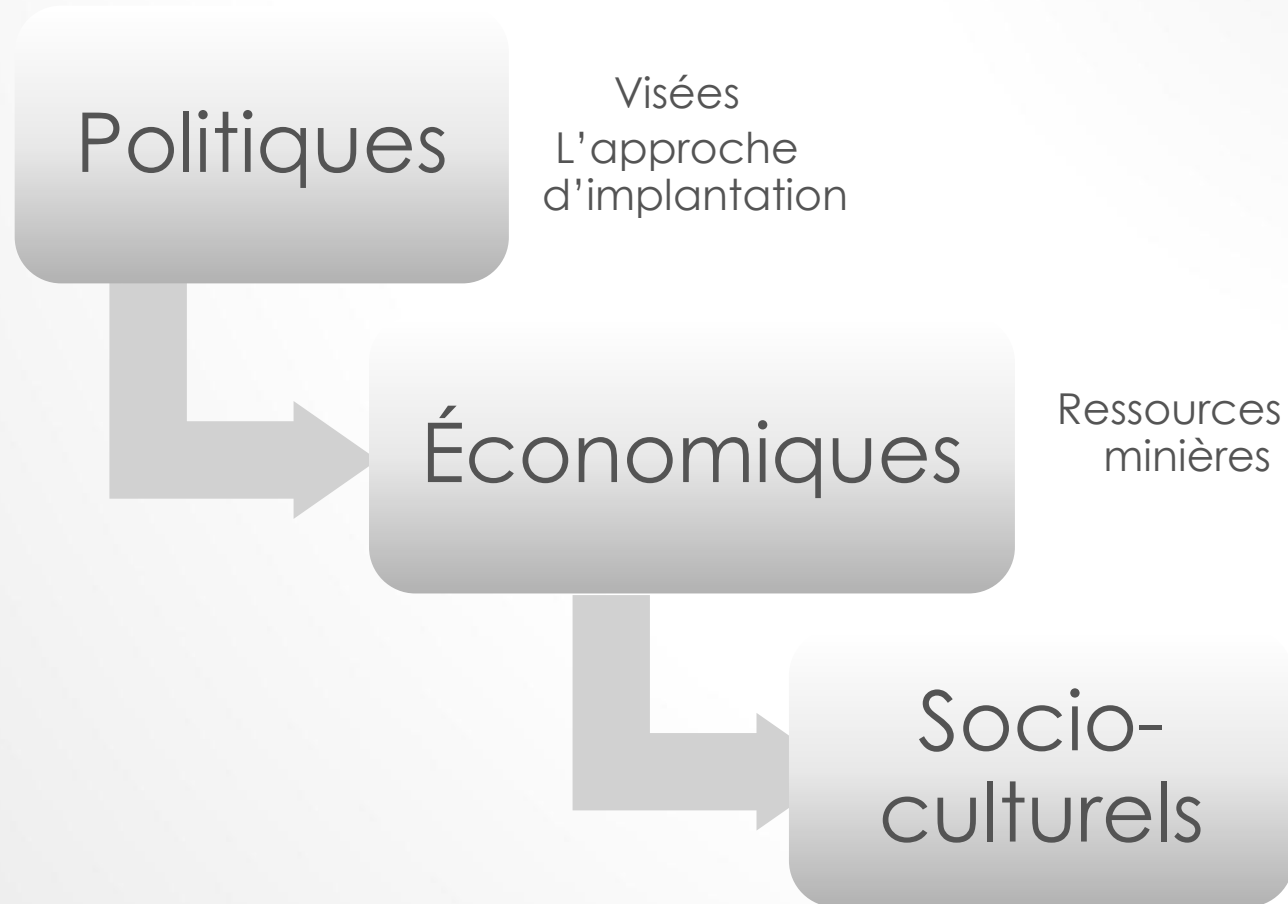 Politiques
Visées
L’approche
d’implantation
Économiques
Ressources
minières
Socio-
culturels